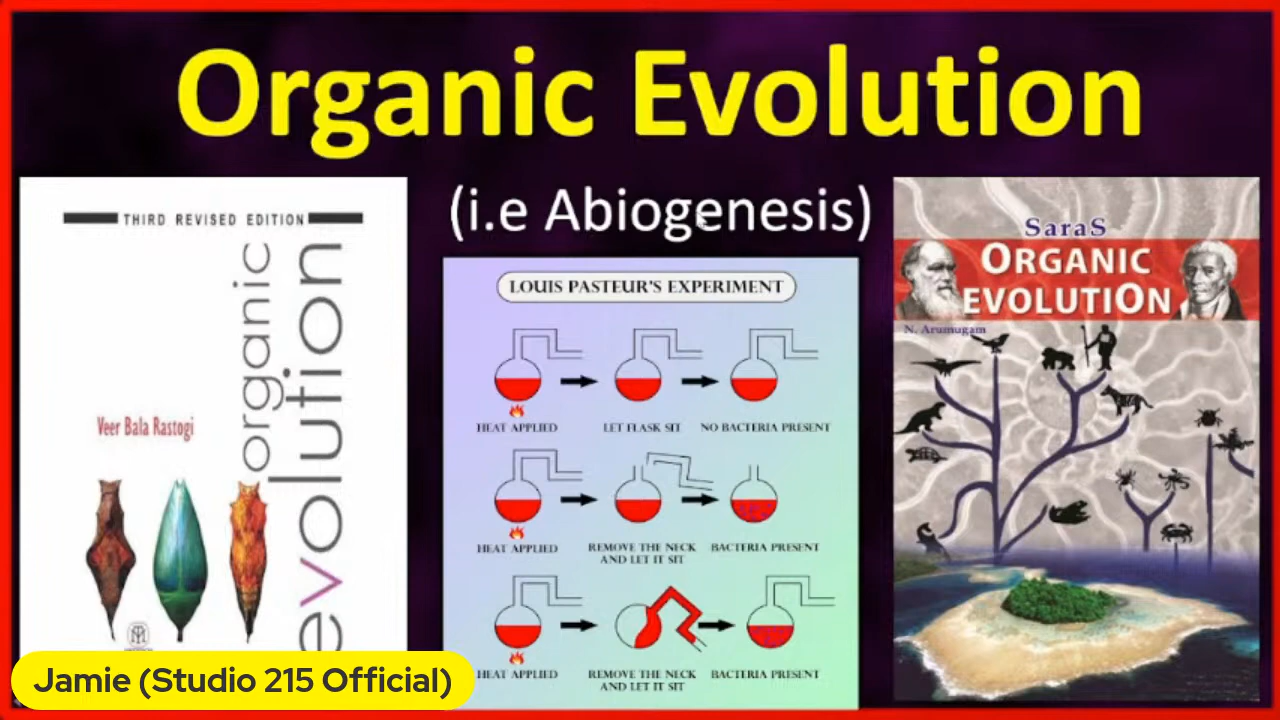 Organic Evolution
(i.e Abiogenesis)
THIRD REVISED EDITION
organic
evolution
Veer Bala Rastogi
LOUIS PASTEUR'S EXPERIMENT
HEAT APPLIED
LET FLASK SIT
NO BACTERIA PRESENT
HEAT APPLIED
REMOVE THE NECK
AND LET IT SIT
BACTERIA PRESENT
HEAT APPLIED
REMOVE THE NECK
AND LET IT SIT
BACTERIA PRESENT
SaraS
ORGANIC
EVOLUTIOn
N. Arumugam
Jamie (Studio 215 Official)